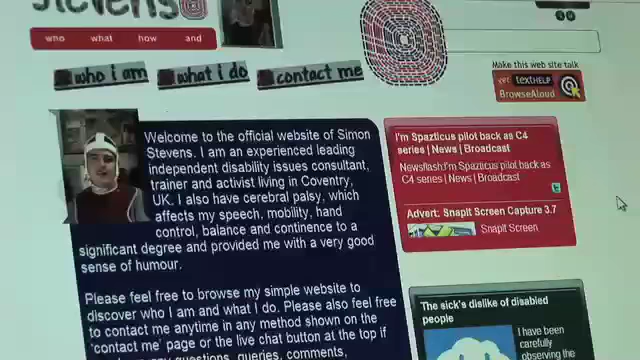 stevens
who what how and
who i am what i do contact me
Make this web site talk
GET textHELP
BrowseAloud
Welcome to the official website of Simon
Stevens. I am an experienced leading
independent disability issues consultant,
trainer and activist living in Coventry,
UK. I also have cerebral palsy, which
affects my speech, mobility, hand
control, balance and continence to a
significant degree and provided me with a very good
sense of humour.
Please feel free to browse my simple website to
discover who I am and what I do. Please also feel free
to contact me anytime in any method shown on the
'contact me' page or the live chat button at the top if
any questions, queries, comments,
I'm Spazticus pilot back as C4
series | News | Broadcast
Newsflash:I'm Spazticus pilot back as
C4 series | News | Broadcast
Advert: SnapIt Screen Capture 3.7
SnapIt Screen
The sick's dislike of disabled
people
I have been
carefully
observing the